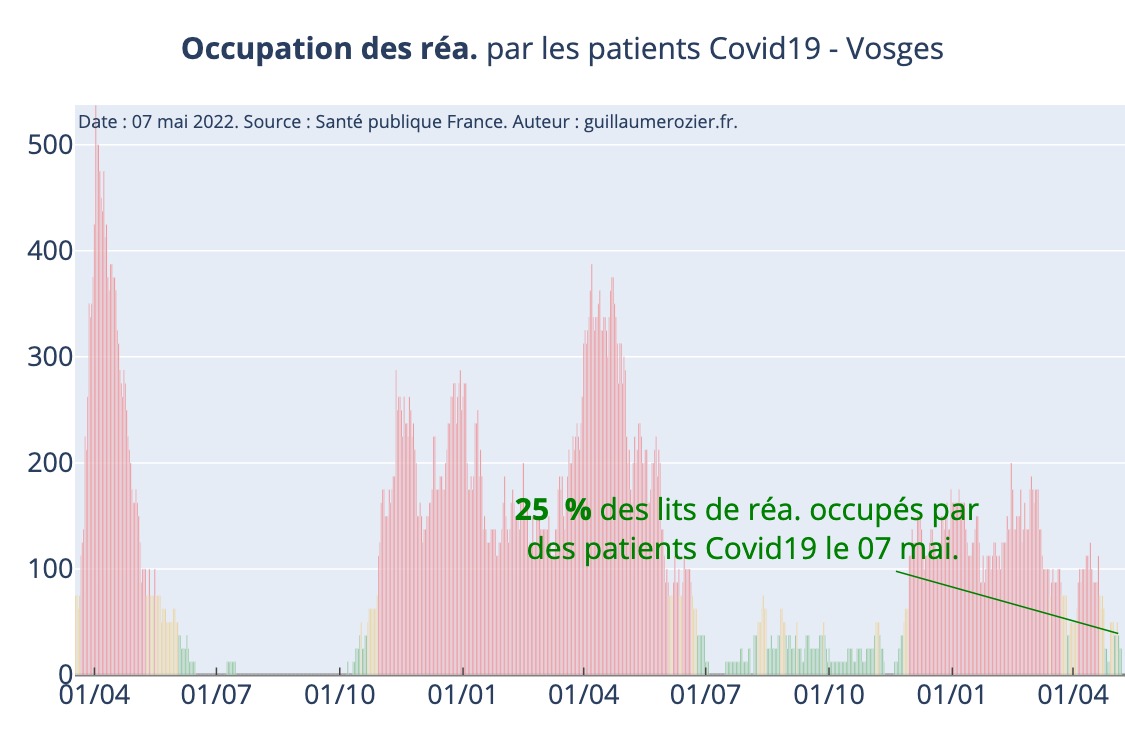 Occupation des réa. par les patients Covid19 - Vosges
Date : 07 mai 2022. Source : Santé publique France. Auteur : guillaumerozier.fr.
500
400
300
200
100
0
25 % des lits de réa. occupés par
des patients Covid19 le 07 mai.
01/04 01/07 01/10 01/01 01/04 01/07 01/10 01/01 01/04